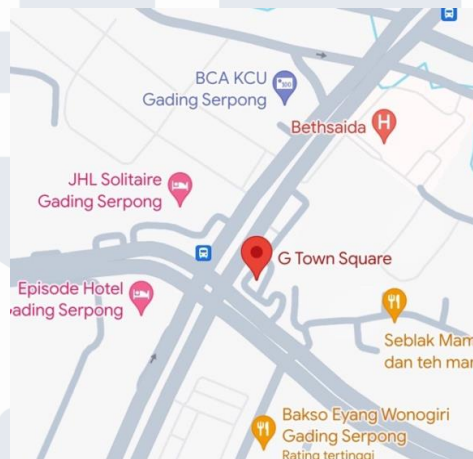 BCA KCU
Gading Serpong
Bethsaida
H
JHL Solitaire
Gading Serpong
G Town Square
Episode Hotel
ading Serpong
Seblak Mam
dan teh mar
Bakso Eyang Wonogiri
Gading Serpong
Rating tertinggi